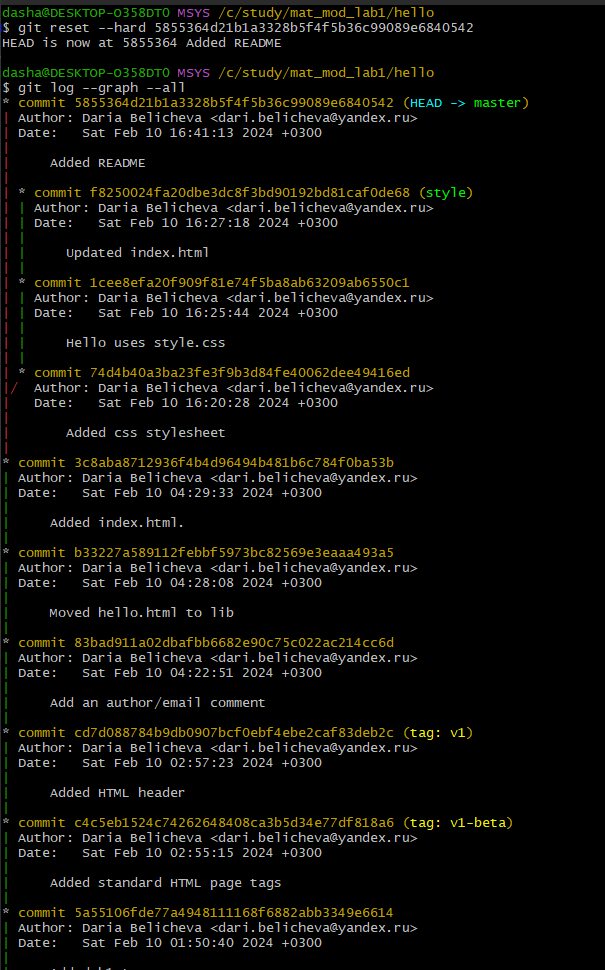 dasha@DESKTOP-O358DT0 MSYS /c/study/mat_mod_lab1/hello
$ git reset --hard 5855364d21b1a3328b5f4f5b36c99089e6840542
HEAD is now at 5855364 Added README
dasha@DESKTOP-O358DT0 MSYS /c/study/mat_mod_lab1/hello
$ git log --graph --all
* commit 5855364d21b1a3328b5f4f5b36c99089e6840542 (HEAD -> master)
| Author: Daria Belicheva <dari.belicheva@yandex.ru>
| Date:   Sat Feb 10 16:41:13 2024 +0300
|
|     Added README
|
| * commit f8250024fa20dbe3dc8f3bd90192bd81caf0de68 (style)
| | Author: Daria Belicheva <dari.belicheva@yandex.ru>
| | Date:   Sat Feb 10 16:27:18 2024 +0300
| |
| |     Updated index.html
| |
| * commit 1cee8efa20f909f81e74f5ba8ab63209ab6550c1
| | Author: Daria Belicheva <dari.belicheva@yandex.ru>
| | Date:   Sat Feb 10 16:25:44 2024 +0300
| |
| |     Hello uses style.css
| |
| * commit 74d4b40a3ba23fe3f9b3d84fe40062dee49416ed
|/  Author: Daria Belicheva <dari.belicheva@yandex.ru>
|   Date:   Sat Feb 10 16:20:28 2024 +0300
|
|       Added css stylesheet
|
* commit 3c8aba8712936f4b4d96494b481b6c784f0ba53b
| Author: Daria Belicheva <dari.belicheva@yandex.ru>
| Date:   Sat Feb 10 04:29:33 2024 +0300
|
|     Added index.html.
|
* commit b33227a589112febbf5973bc82569e3eaaa493a5
| Author: Daria Belicheva <dari.belicheva@yandex.ru>
| Date:   Sat Feb 10 04:28:08 2024 +0300
|
|     Moved hello.html to lib
|
* commit 83bad911a02dbafbb6682e90c75c022ac214cc6d
| Author: Daria Belicheva <dari.belicheva@yandex.ru>
| Date:   Sat Feb 10 04:22:51 2024 +0300
|
|     Add an author/email comment
|
* commit cd7d088784b9db0907bcf0ebf4ebe2caf83deb2c (tag: v1)
| Author: Daria Belicheva <dari.belicheva@yandex.ru>
| Date:   Sat Feb 10 02:57:23 2024 +0300
|
|     Added HTML header
|
* commit c4c5eb1524c74262648408ca3b5d34e77df818a6 (tag: v1-beta)
| Author: Daria Belicheva <dari.belicheva@yandex.ru>
| Date:   Sat Feb 10 02:55:15 2024 +0300
|
|     Added standard HTML page tags
|
* commit 5a55106fde77a4948111168f6882abb3349e6614
| Author: Daria Belicheva <dari.belicheva@yandex.ru>
| Date:   Sat Feb 10 01:50:40 2024 +0300
|